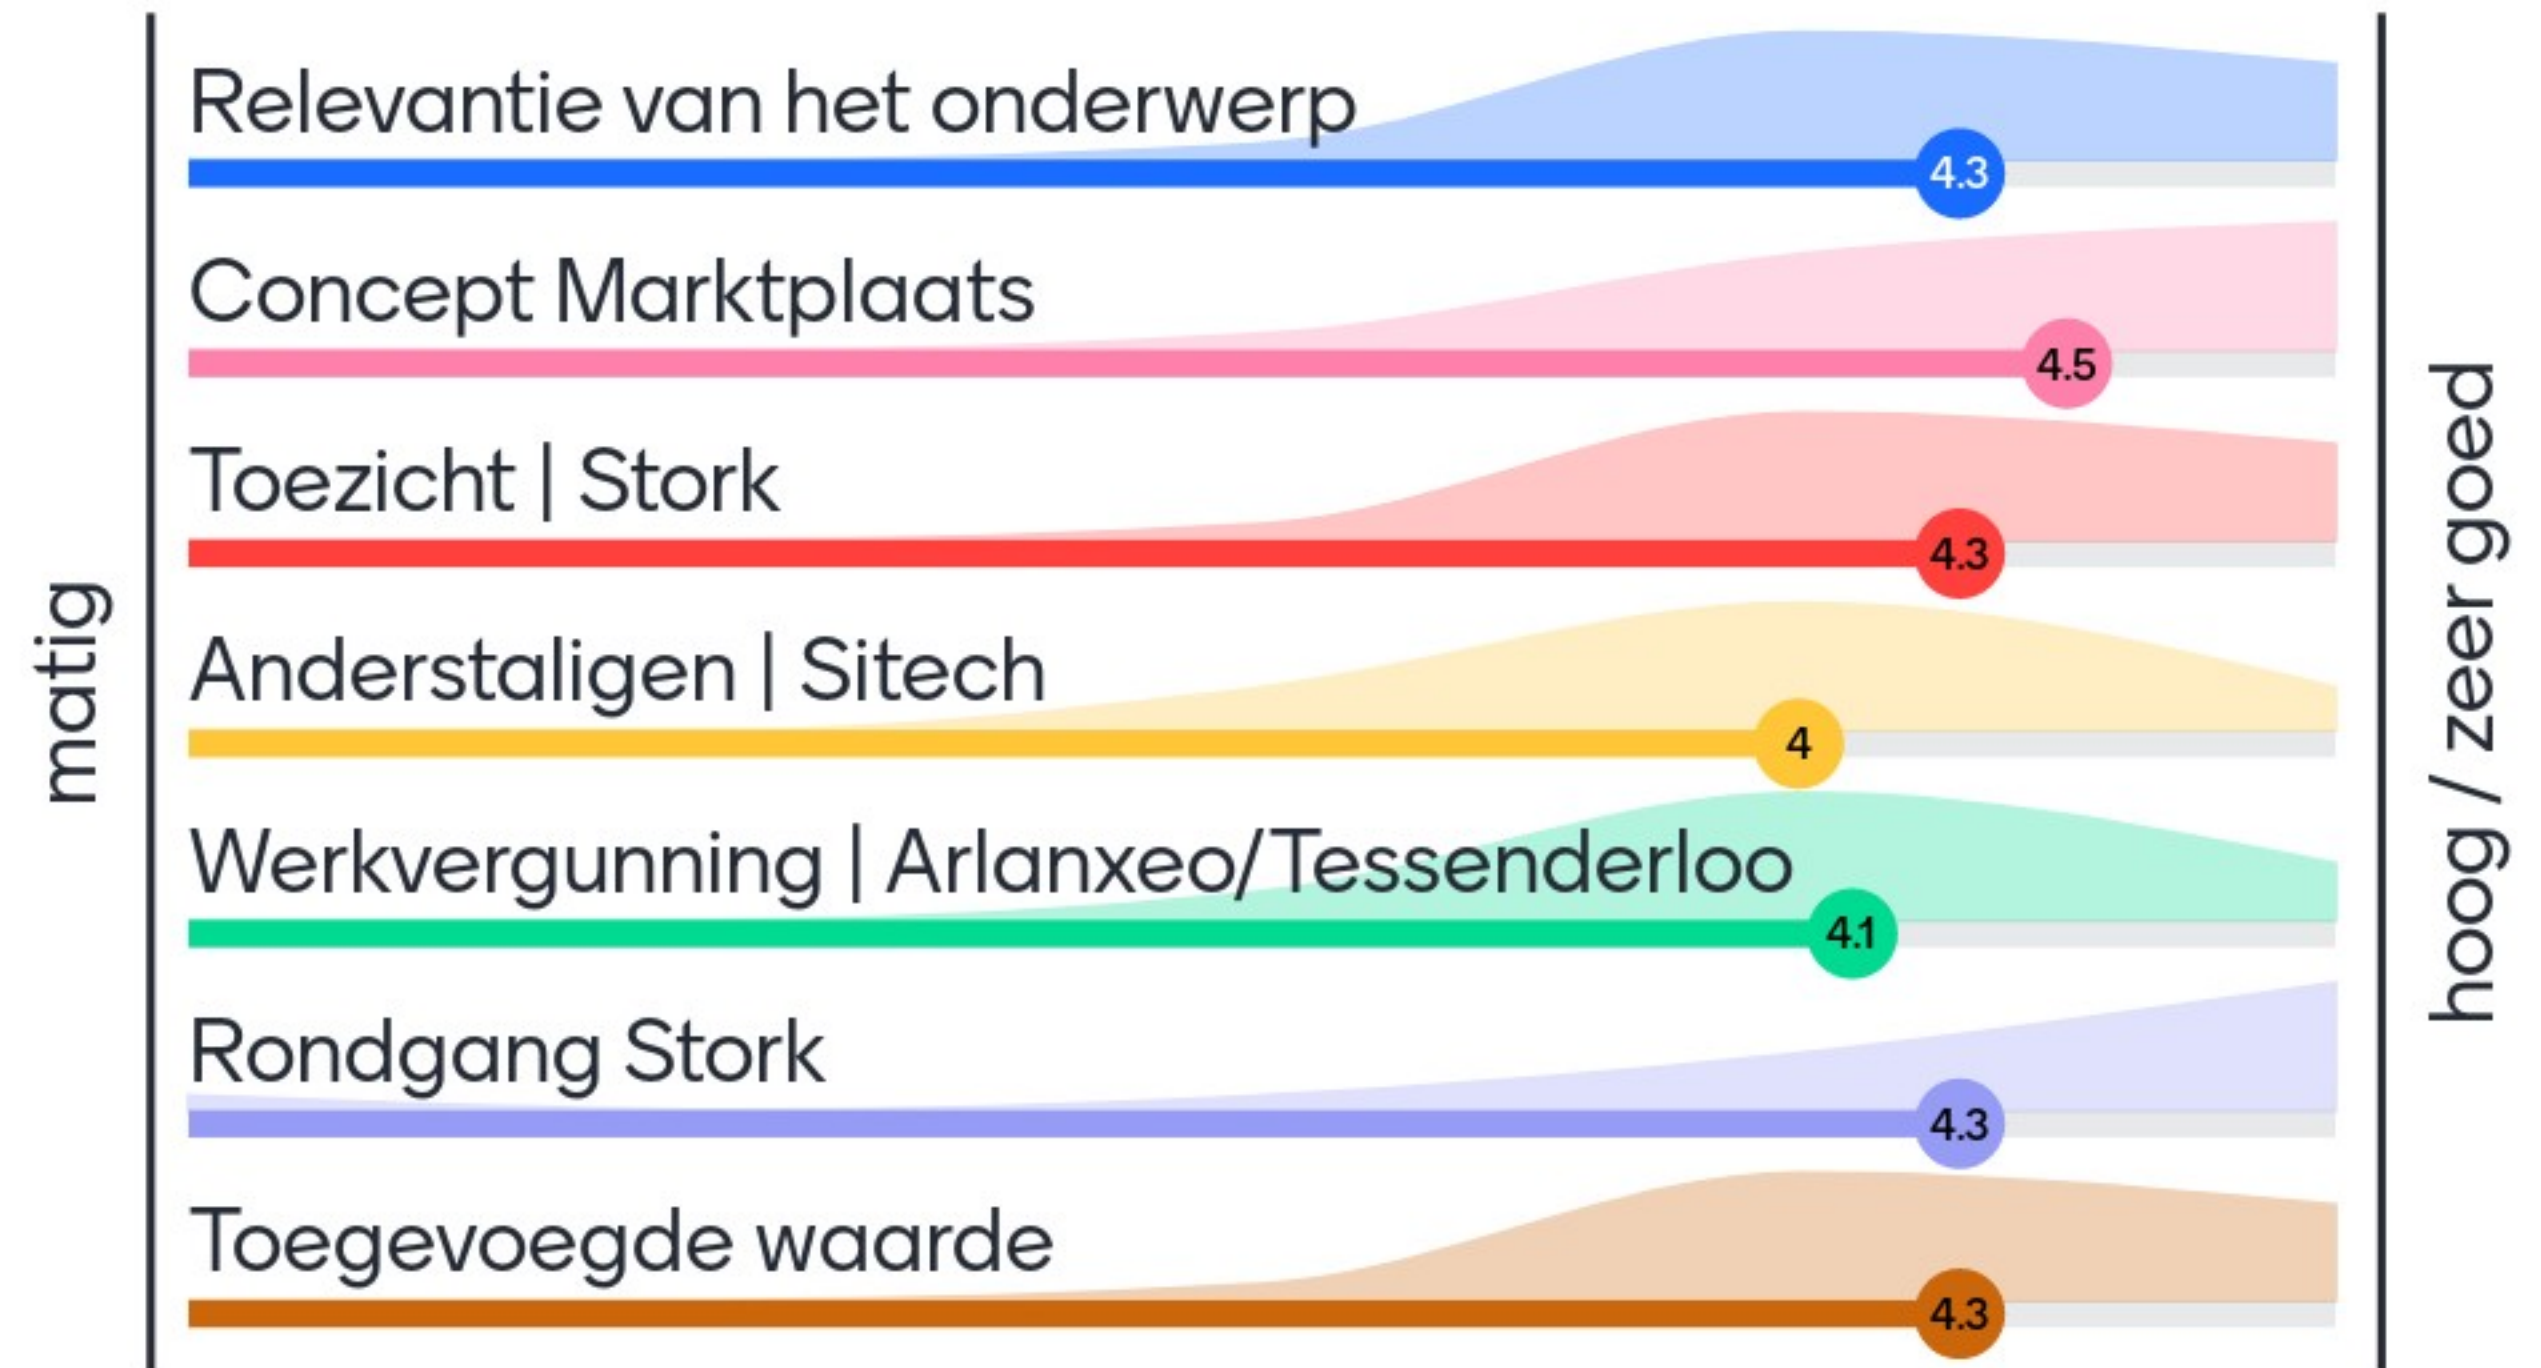 matig
Relevantie van het onderwerp
4.3
Concept Marktplaats
4.5
Toezicht | Stork
4.3
Anderstaligen | Sitech
4
Werkvergunning | Arlanxeo/Tessenderloo
4.1
Rondgang Stork
4.3
Toegevoegde waarde
4.3
hoog / zeer goed